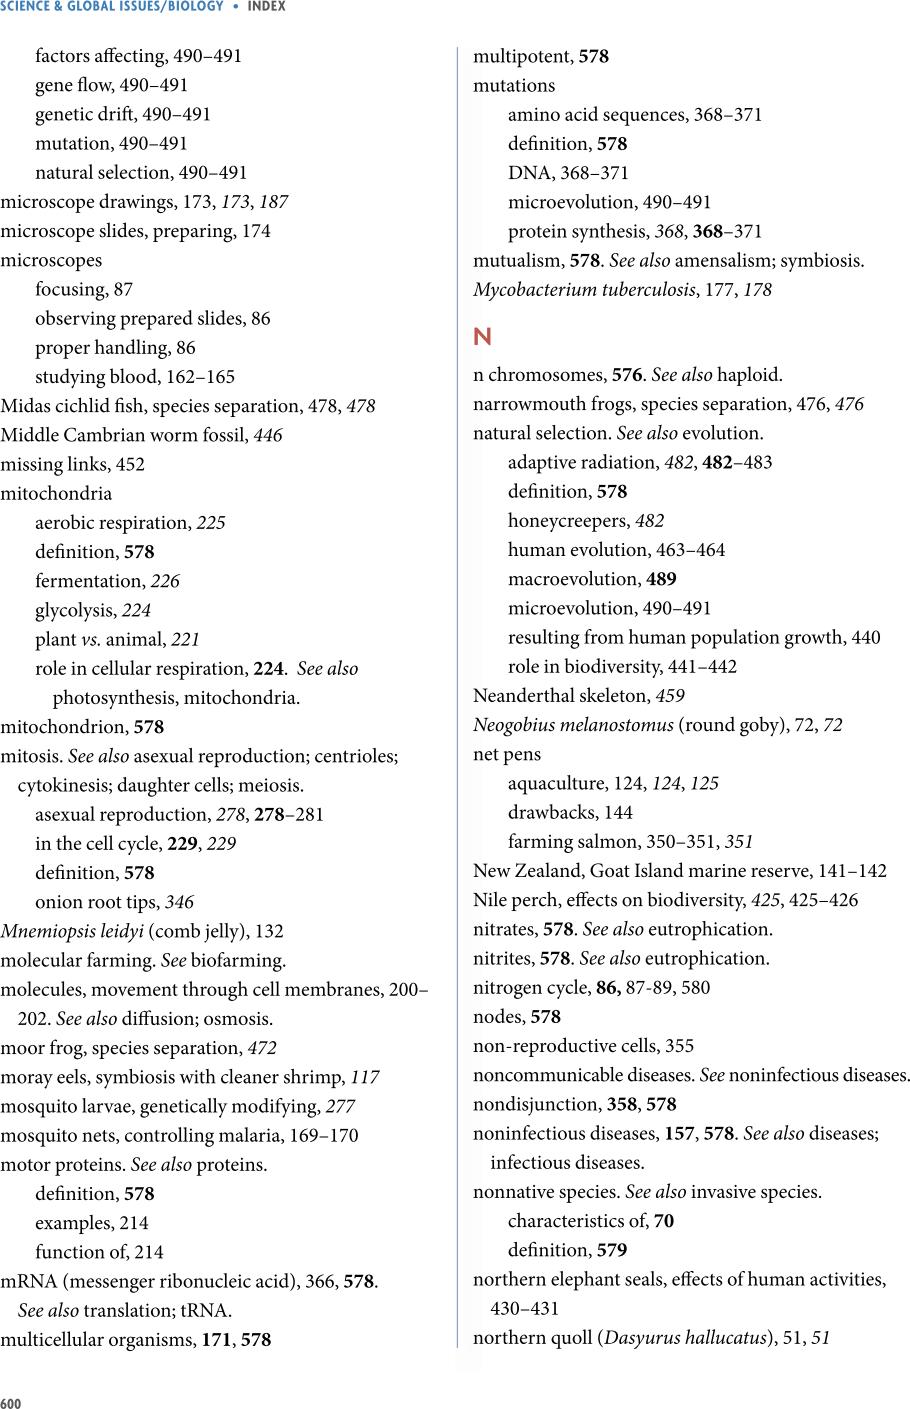 SCIENCE & GLOBAL ISSUES/BIOLOGY • INDEX
factors affecting, 490–491
gene flow, 490–491
genetic drift, 490–491
mutation, 490–491
natural selection, 490–491
microscope drawings, 173, 173, 187
microscope slides, preparing, 174
microscopes
focusing, 87
observing prepared slides, 86
proper handling, 86
studying blood, 162–165
Midas cichlid fish, species separation, 478, 478
Middle Cambrian worm fossil, 446
missing links, 452
mitochondria
aerobic respiration, 225
definition, 578
fermentation, 226
glycolysis, 224
plant vs. animal, 221
role in cellular respiration, 224. See also
photosynthesis, mitochondria.
mitochondrion, 578
mitosis. See also asexual reproduction; centrioles;
cytokinesis; daughter cells; meiosis.
asexual reproduction, 278, 278–281
in the cell cycle, 229, 229
definition, 578
onion root tips, 346
Mnemiopsis leidyi (comb jelly), 132
molecular farming. See biofarming.
molecules, movement through cell membranes, 200–
202. See also diffusion; osmosis.
moor frog, species separation, 472
moray eels, symbiosis with cleaner shrimp, 117
mosquito larvae, genetically modifying, 277
mosquito nets, controlling malaria, 169–170
motor proteins. See also proteins.
definition, 578
examples, 214
function of, 214
mRNA (messenger ribonucleic acid), 366, 578.
See also translation; tRNA.
multicellular organisms, 171, 578
multipotent, 578
mutations
amino acid sequences, 368–371
definition, 578
DNA, 368–371
microevolution, 490–491
protein synthesis, 368, 368–371
mutualism, 578. See also amensalism; symbiosis.
Mycobacterium tuberculosis, 177, 178
N
n chromosomes, 576. See also haploid.
narrowmouth frogs, species separation, 476, 476
natural selection. See also evolution.
adaptive radiation, 482, 482–483
definition, 578
honeycreepers, 482
human evolution, 463–464
macroevolution, 489
microevolution, 490–491
resulting from human population growth, 440
role in biodiversity, 441–442
Neanderthal skeleton, 459
Neogobius melanostomus (round goby), 72, 72
net pens
aquaculture, 124, 124, 125
drawbacks, 144
farming salmon, 350–351, 351
New Zealand, Goat Island marine reserve, 141–142
Nile perch, effects on biodiversity, 425, 425–426
nitrates, 578. See also eutrophication.
nitrites, 578. See also eutrophication.
nitrogen cycle, 86, 87-89, 580
nodes, 578
non-reproductive cells, 355
noncommunicable diseases. See noninfectious diseases.
nondisjunction, 358, 578
noninfectious diseases, 157, 578. See also diseases;
infectious diseases.
nonnative species. See also invasive species.
characteristics of, 70
definition, 579
northern elephant seals, effects of human activities,
430–431
northern quoll (Dasyurus hallucatus), 51, 51
600